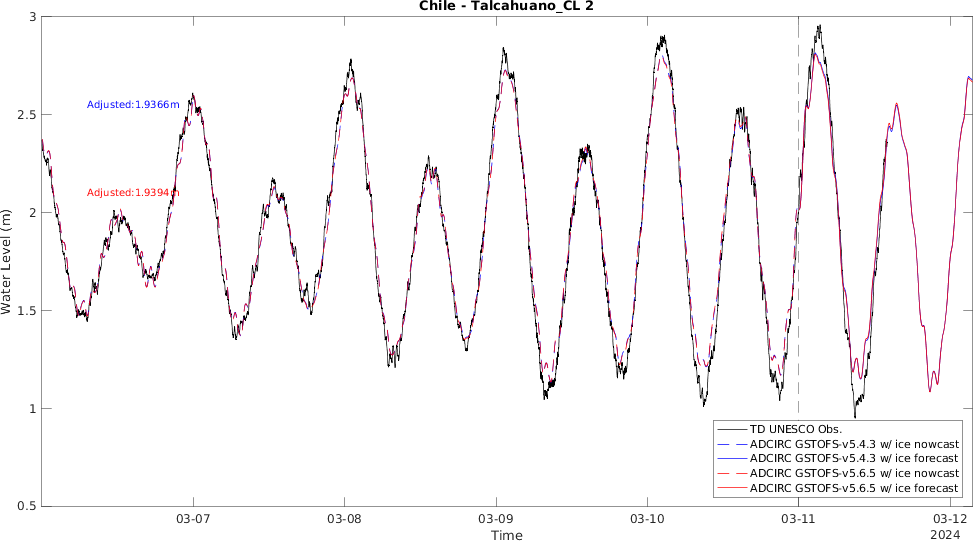 Chile - Talcahuano_CL 2
3
2.5
2
1.5
1
0.5
Water Level (m)
Adjusted:1.9366m
Adjusted:1.9394m
TD UNESCO Obs.
ADCIRC GSTOFS-v5.4.3 w/ ice nowcast
ADCIRC GSTOFS-v5.4.3 w/ ice forecast
ADCIRC GSTOFS-v5.6.5 w/ ice nowcast
ADCIRC GSTOFS-v5.6.5 w/ ice forecast
03-07 03-08 03-09 03-10 03-11 03-12
2024
Time